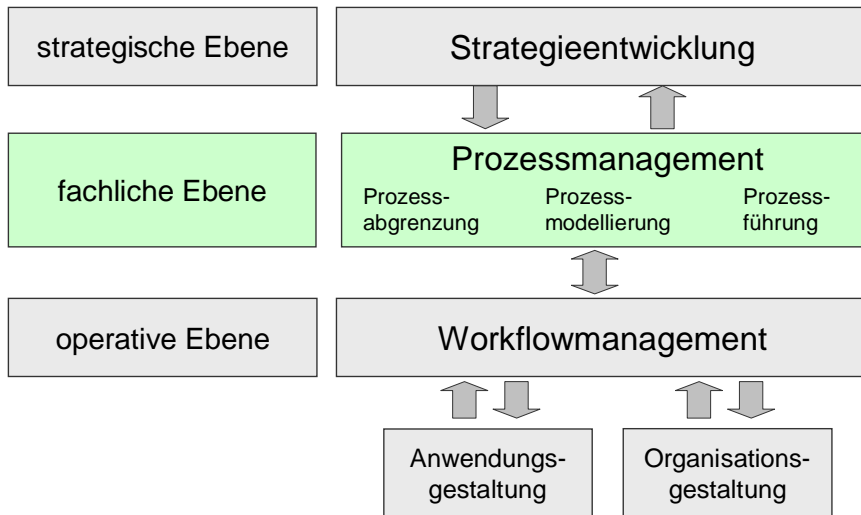 strategische Ebene
Strategieentwicklung
fachliche Ebene
Prozessmanagement
Prozess-
abgrenzung
Prozess-
modellierung
Prozess-
führung
operative Ebene
Workflowmanagement
Anwendungs-
gestaltung
Organisations-
gestaltung